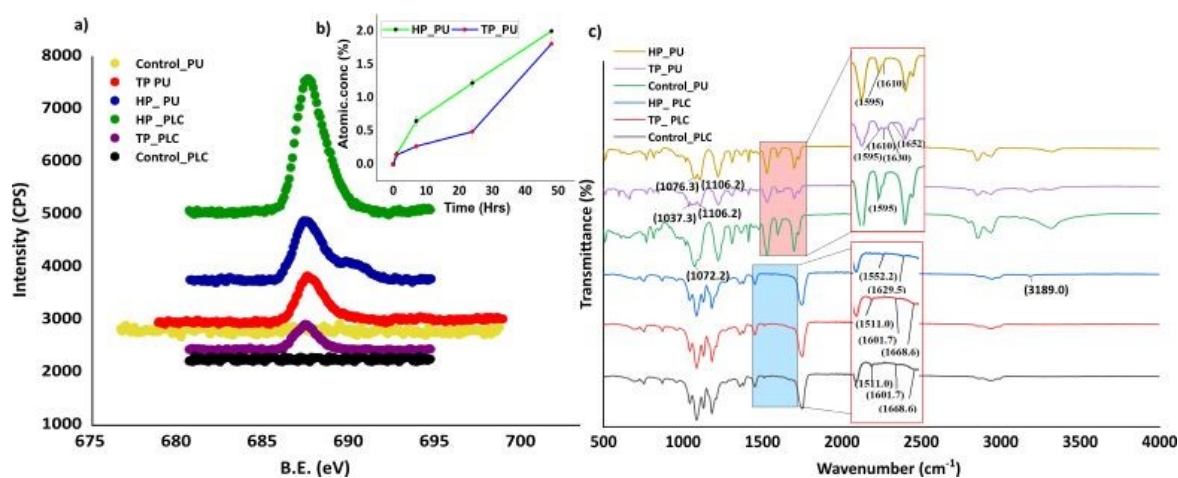 a)
8000
7000
6000
5000
4000
3000
2000
1000
Intensity (CPS)
Control_PU
TP PU
HP_ PU
HP_PLC
TP_PLC
Control_PLC
675
680
685
690
695
700
B.E. (eV)
b)
HP_PU
TP_PU
2.0
1.5
1.0
0.5
0.0
Atomic.conc (%)
0
10
20
30
40
50
Time (Hrs)
c)
HP_PU
TP_PU
Control_PU
HP_ PLC
TP_ PLC
Control_PLC
Transmittance (%)
(1076.3)
(1106.2)
(1037.3)
(1106.2)
(1072.2)
(3189.0)
(1610)
(1595)
(1610)
(1652)
(1595)
(1630)
(1595)
(1552.2)
(1629.5)
(1511.0)
(1601.7)
(1668.6)
(1511.0)
(1601.7)
(1668.6)
500
1000
1500
2000
2500
3000
3500
4000
Wavenumber (cm⁻¹)